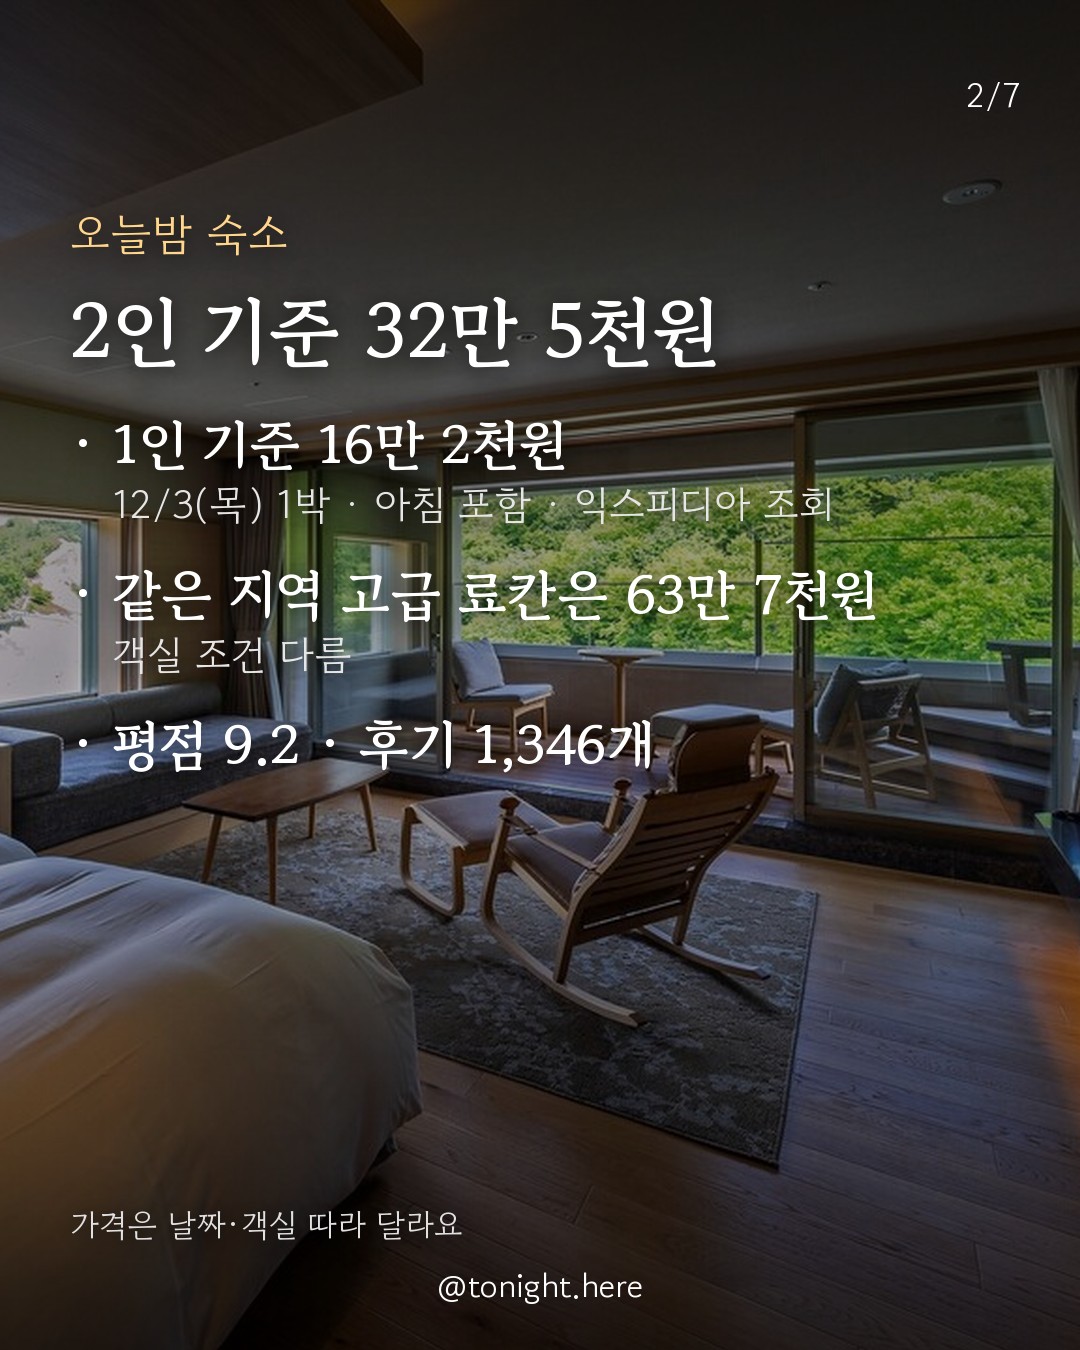 2/7
오늘밤 숙소
2인 기준 32만 5천원
· 1인 기준 16만 2천원
12/3(목) 1박 · 아침 포함 · 익스피디아 조회
· 같은 지역 고급 료칸은 63만 7천원
객실 조건 다름
· 평점 9.2 · 후기 1,346개
가격은 날짜·객실 따라 달라요
@tonight.here